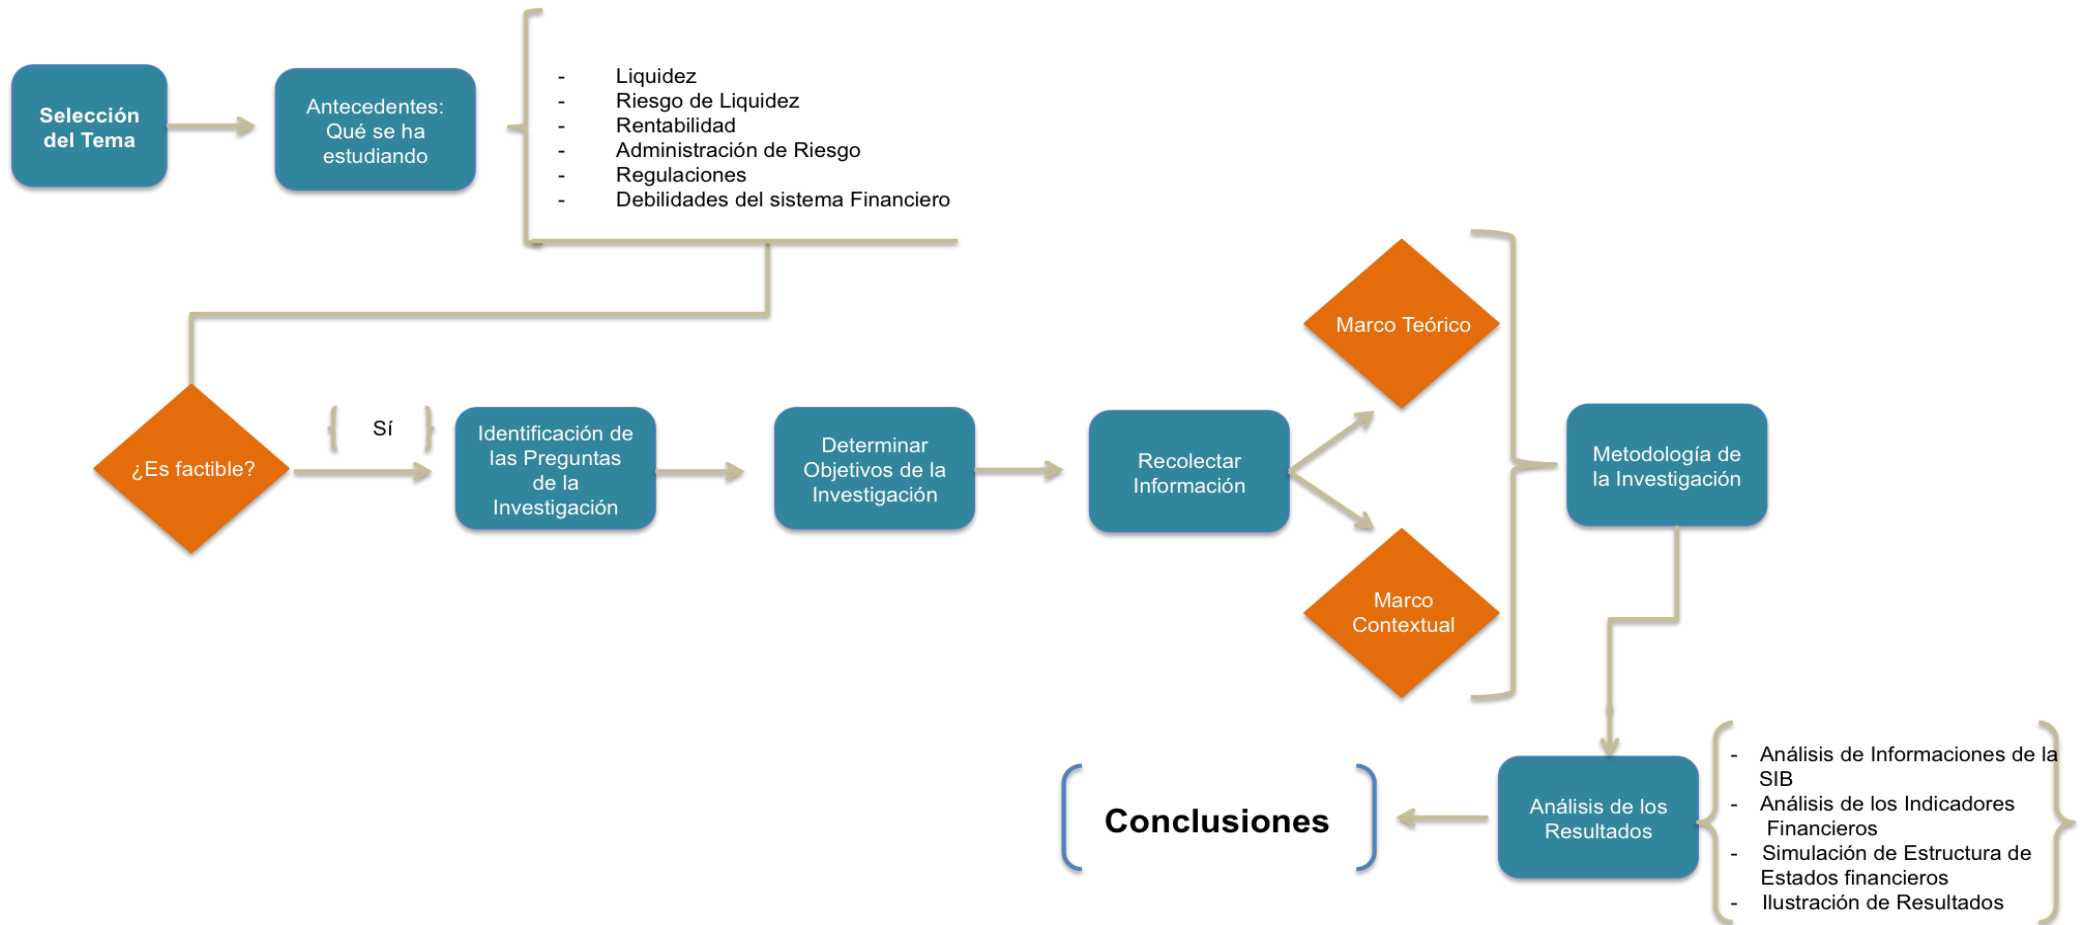 Selección
del Tema
Antecedentes:
Qué se ha
estudiando
- Liquidez
- Riesgo de Liquidez
- Rentabilidad
- Administración de Riesgo
- Regulaciones
- Debilidades del sistema Financiero
¿Es factible?
Sí
Identificación de
las Preguntas
de la
Investigación
Determinar
Objetivos de la
Investigación
Recolectar
Información
Marco Teórico
Marco
Contextual
Metodología de
la Investigación
Análisis de los
Resultados
- Análisis de Informaciones de la
SIB
- Análisis de los Indicadores
Financieros
- Simulación de Estructura de
Estados financieros
- Ilustración de Resultados
Conclusiones